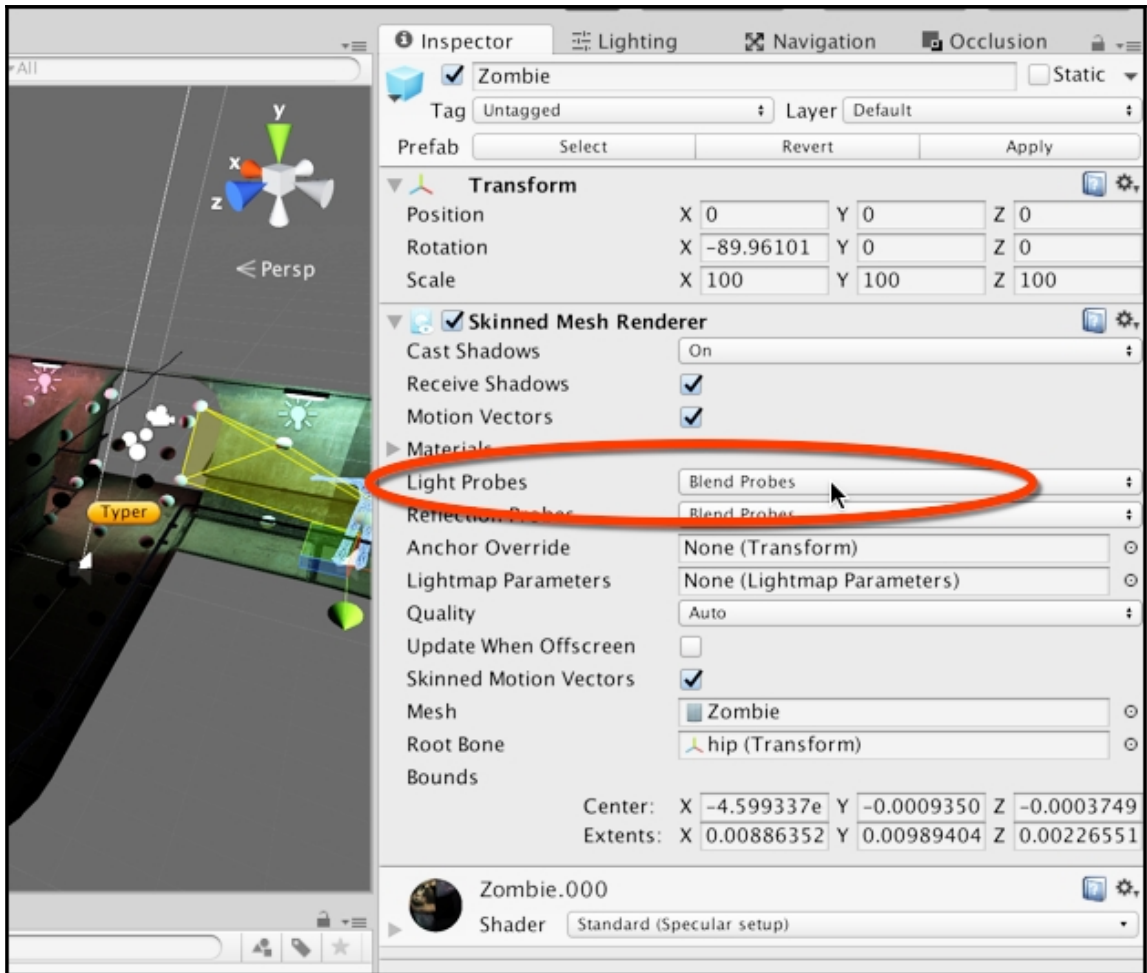 Inspector Lighting Navigation Occlusion
All
Zombie Static
Tag Untagged Layer Default
Prefab Select Revert Apply
y
x
z
Persp
Typer
Transform
Position X 0 Y 0 Z 0
Rotation X -89.96101 Y 0 Z 0
Scale X 100 Y 100 Z 100
Skinned Mesh Renderer
Cast Shadows On
Receive Shadows
Motion Vectors
Materials
Light Probes Blend Probes
Reflection Probes Blend Probes
Anchor Override None (Transform)
Lightmap Parameters None (Lightmap Parameters)
Quality Auto
Update When Offscreen
Skinned Motion Vectors
Mesh Zombie
Root Bone hip (Transform)
Bounds
Center: X -4.599337e Y -0.0009350 Z -0.0003749
Extents: X 0.00886352 Y 0.00989404 Z 0.00226551
Zombie.000
Shader Standard (Specular setup)